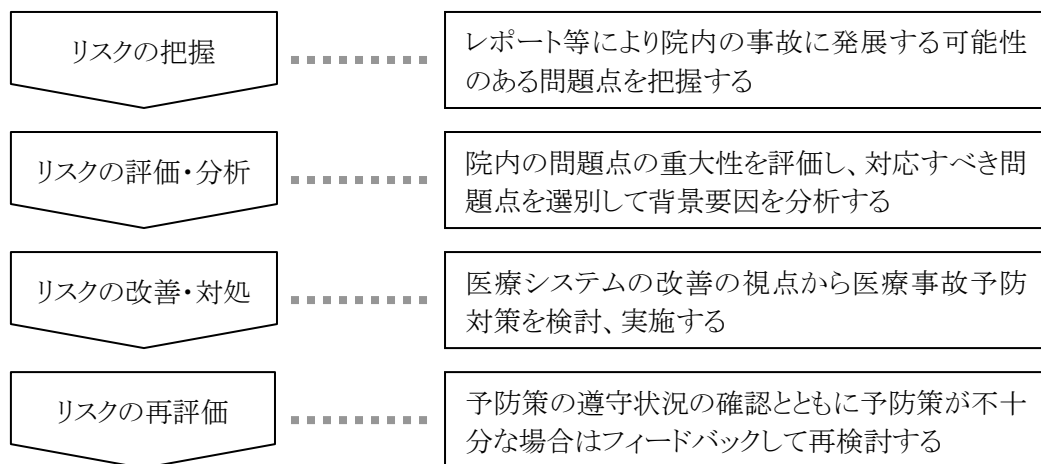 リスクの把握
レポート等により院内の事故に発展する可能性
のある問題点を把握する
リスクの評価・分析
院内の問題点の重大性を評価し、対応すべき問
題点を選別して背景要因を分析する
リスクの改善・対処
医療システムの改善の視点から医療事故予防
対策を検討、実施する
リスクの再評価
予防策の遵守状況の確認とともに予防策が不十
分な場合はフィードバックして再検討する